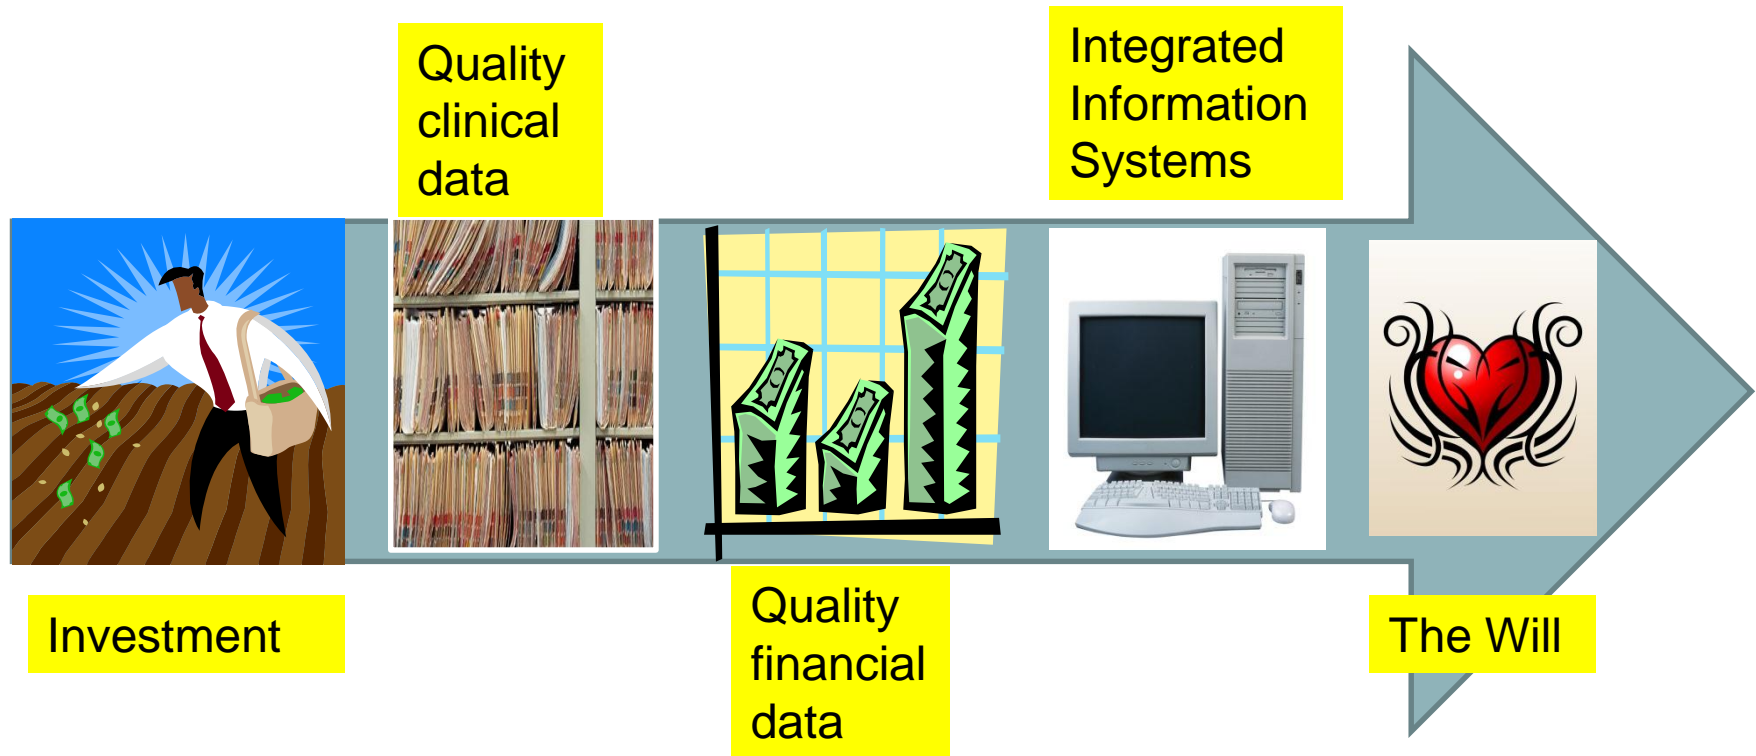 Quality
clinical
data
Integrated
Information
Systems
Investment
Quality
financial
data
The Will